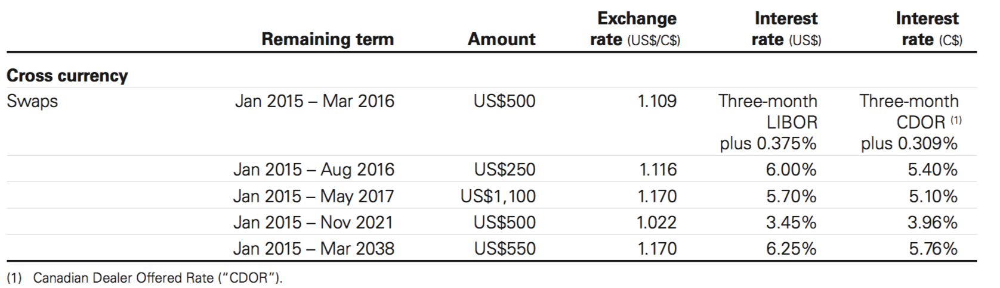 Exchange Interest Interest
Remaining term Amount rate (US$/C$) rate (US$) rate (C$)
Cross currency
Swaps Jan 2015 – Mar 2016 US$500 1.109 Three-month Three-month
LIBOR CDOR (1)
plus 0.375% plus 0.309%
Jan 2015 – Aug 2016 US$250 1.116 6.00% 5.40%
Jan 2015 – May 2017 US$1,100 1.170 5.70% 5.10%
Jan 2015 – Nov 2021 US$500 1.022 3.45% 3.96%
Jan 2015 – Mar 2038 US$550 1.170 6.25% 5.76%
(1) Canadian Dealer Offered Rate (“CDOR”).